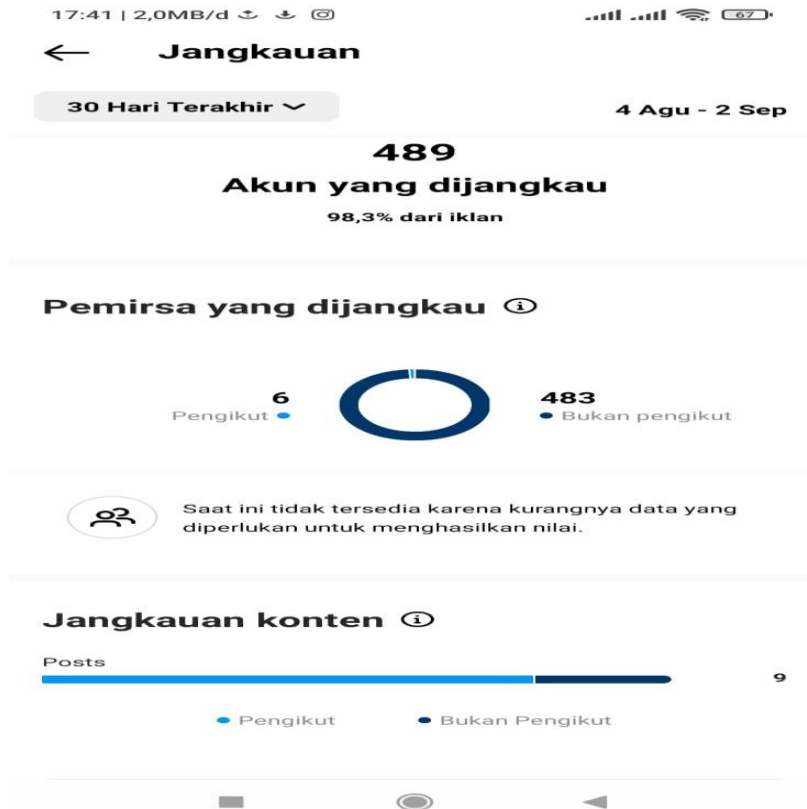 17:41 | 2,0MB/d
67
Jangkauan
30 Hari Terakhir
4 Agu - 2 Sep
489
Akun yang dijangkau
98,3% dari iklan
Pemirsa yang dijangkau
6
Pengikut
483
Bukan pengikut
Saat ini tidak tersedia karena kurangnya data yang
diperlukan untuk menghasilkan nilai.
Jangkauan konten
Posts
9
Pengikut
Bukan Pengikut